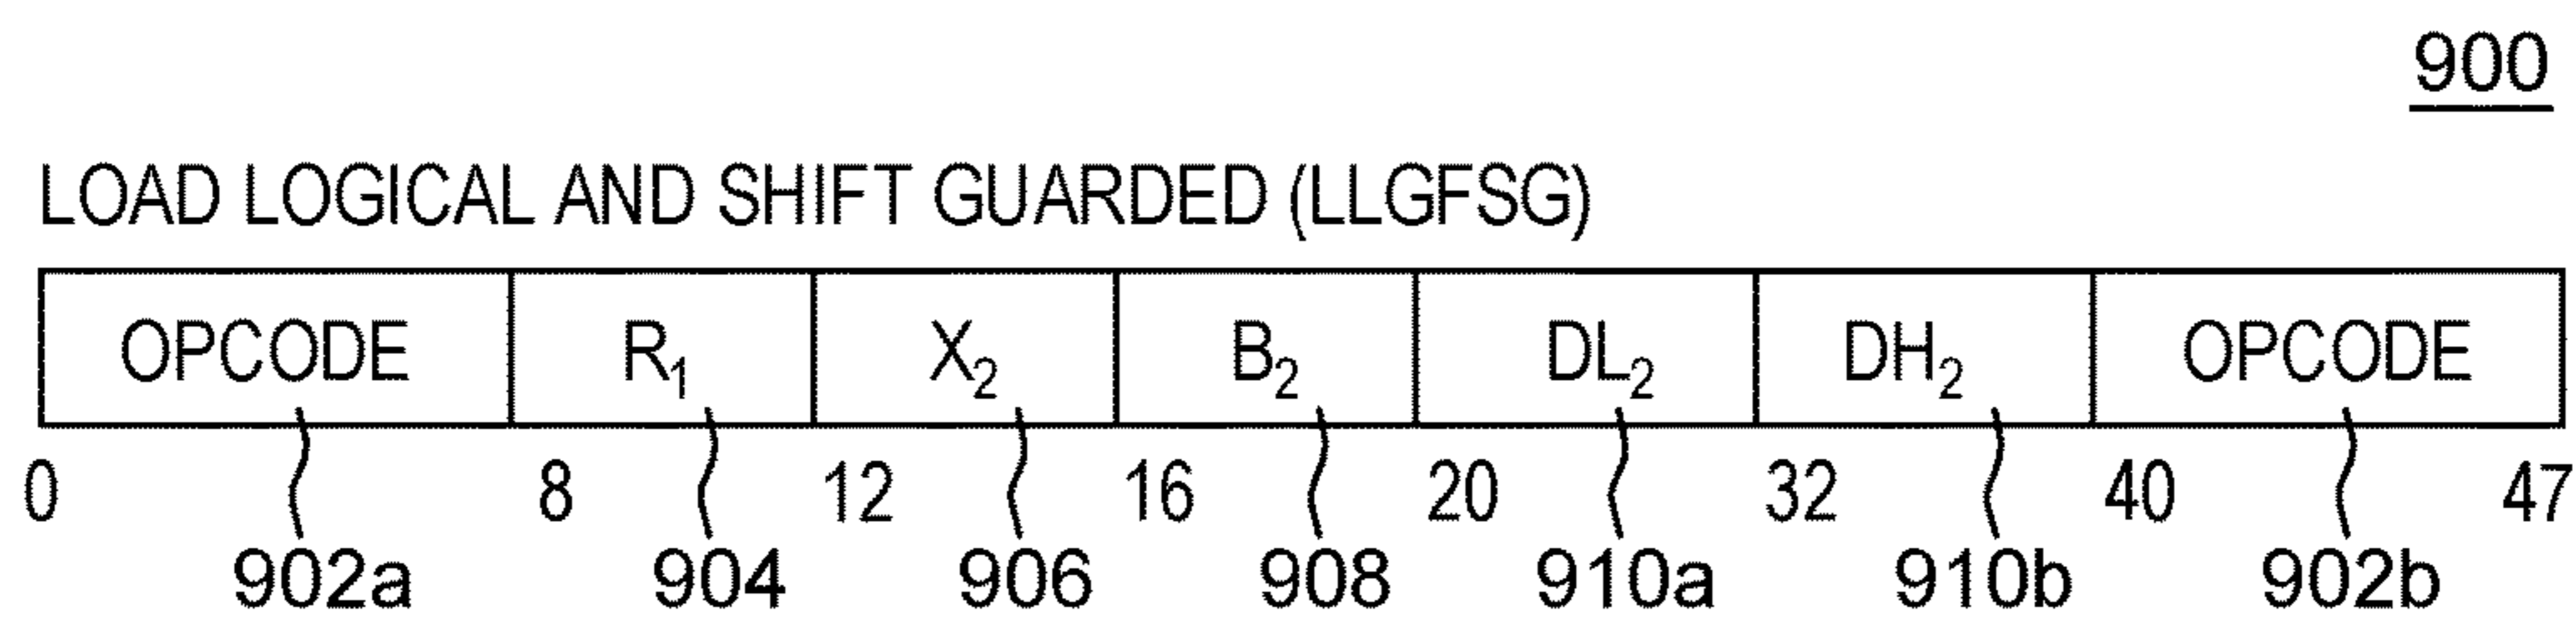 900
LOAD LOGICAL AND SHIFT GUARDED (LLGFSG)
OPCODE R₁ X₂ B₂ DL₂ DH₂ OPCODE
0 8 12 16 20 32 40 47
902a 904 906 908 910a 910b 902b